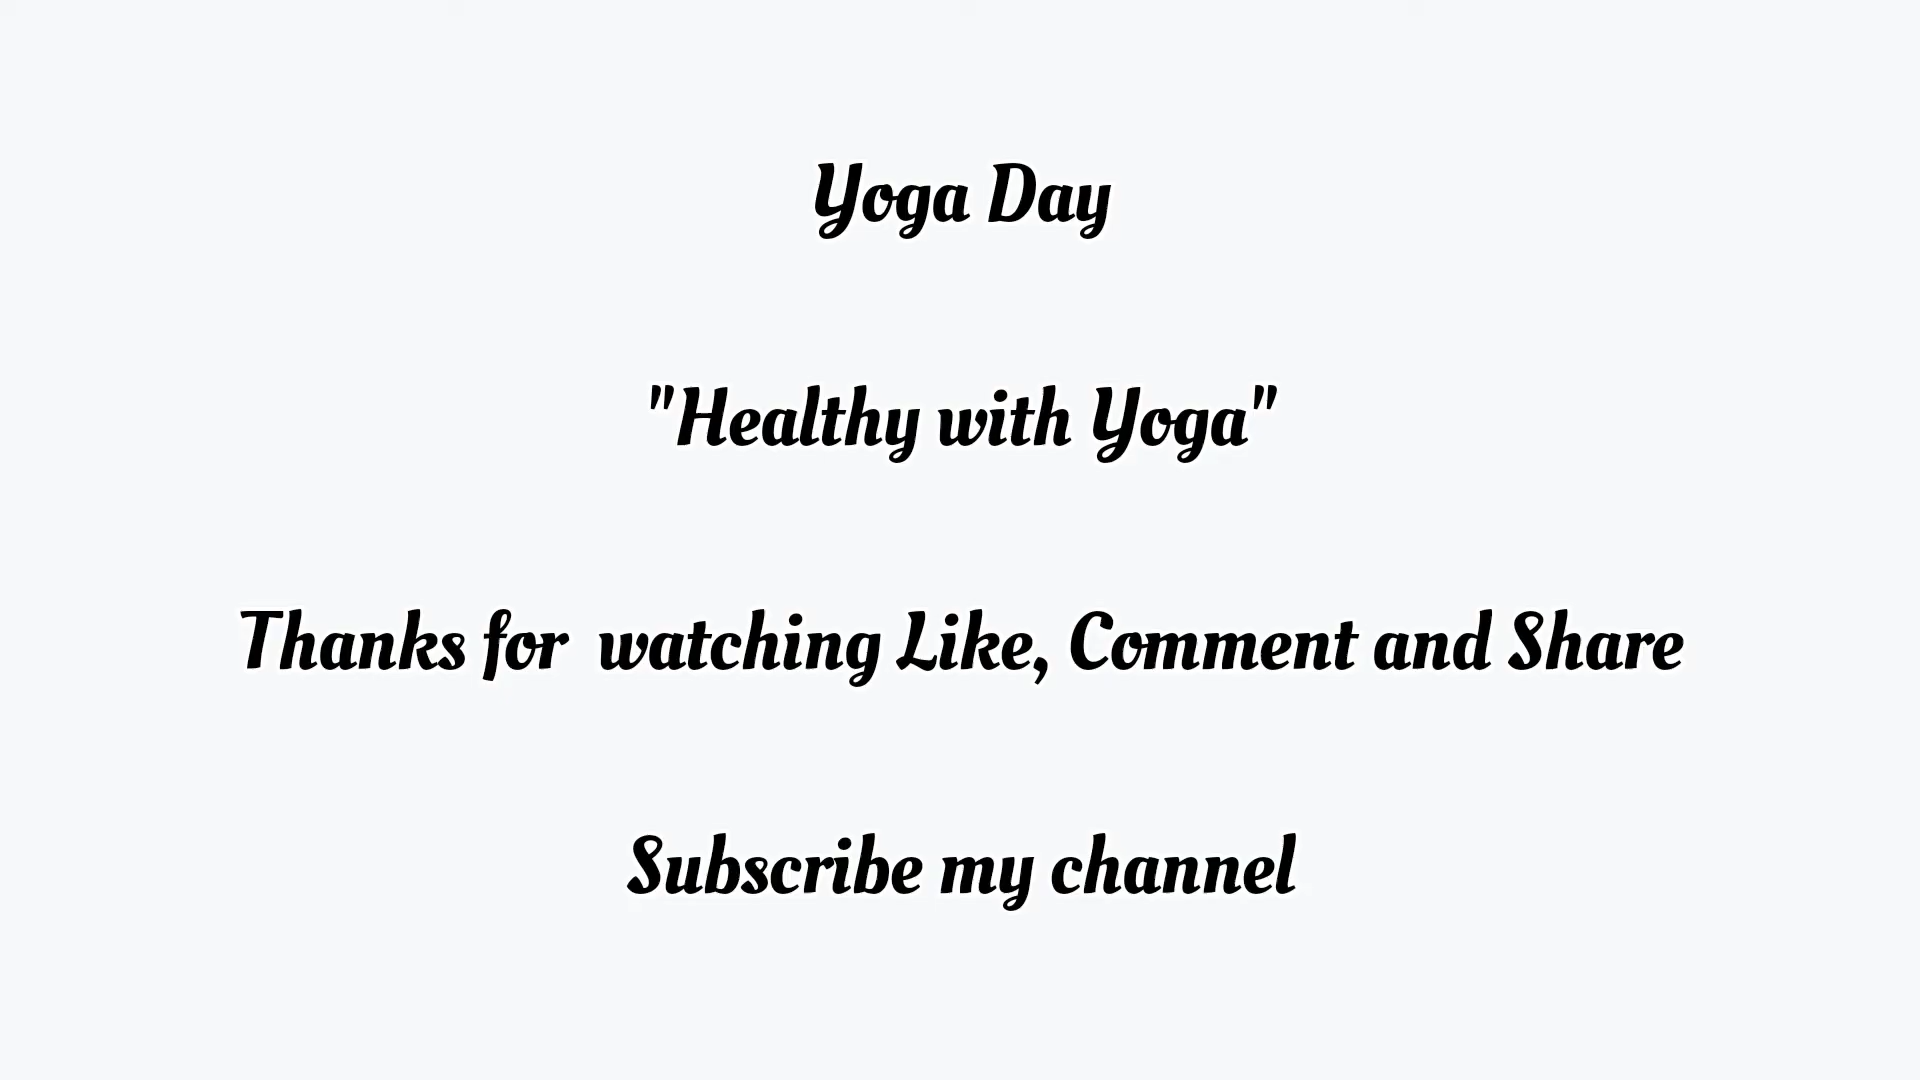 Yoga Day
"Healthy with Yoga"
Thanks for  watching Like, Comment and Share
Subscribe my channel